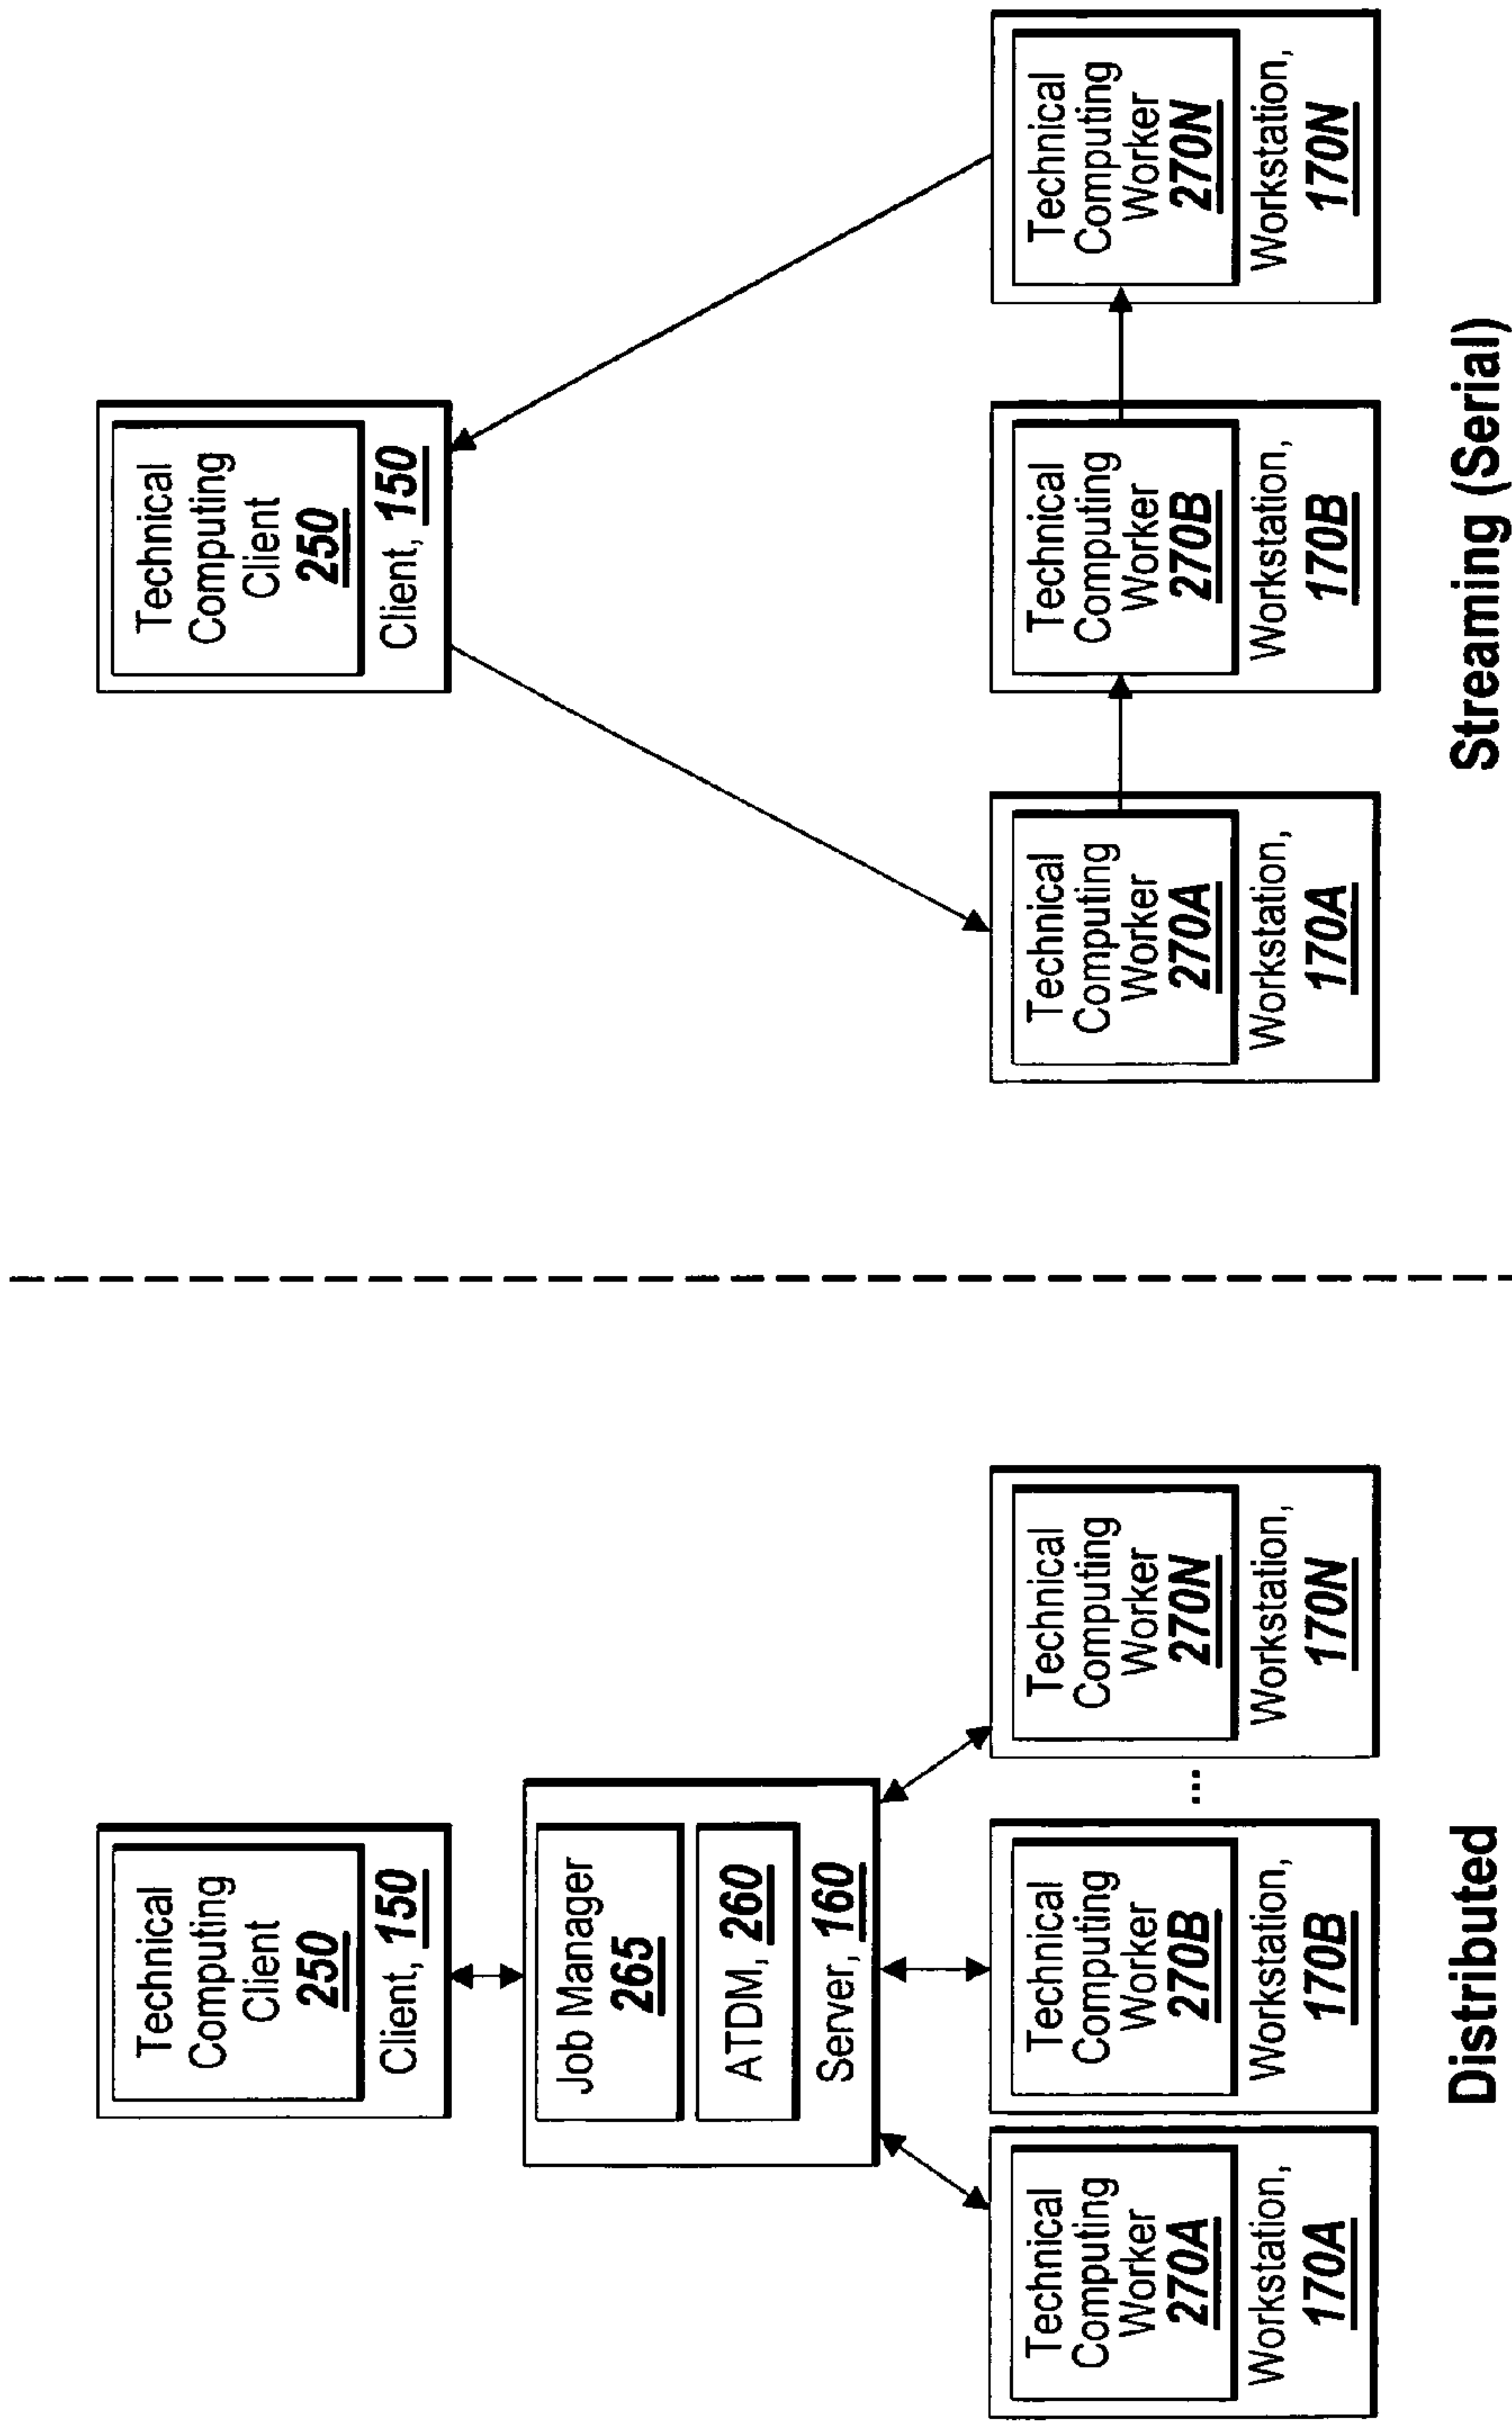 Technical
Computing
Client
250
Client, 150
Job Manager
265
ATDM, 260
Server, 160
Technical
Computing
Worker
270A
Workstation,
170A
Technical
Computing
Worker
270B
Workstation,
170B
...
Technical
Computing
Worker
270N
Workstation,
170N
Distributed
Technical
Computing
Client
250
Client, 150
Technical
Computing
Worker
270A
Workstation,
170A
Technical
Computing
Worker
270B
Workstation,
170B
Technical
Computing
Worker
270N
Workstation,
170N
Streaming (Serial)